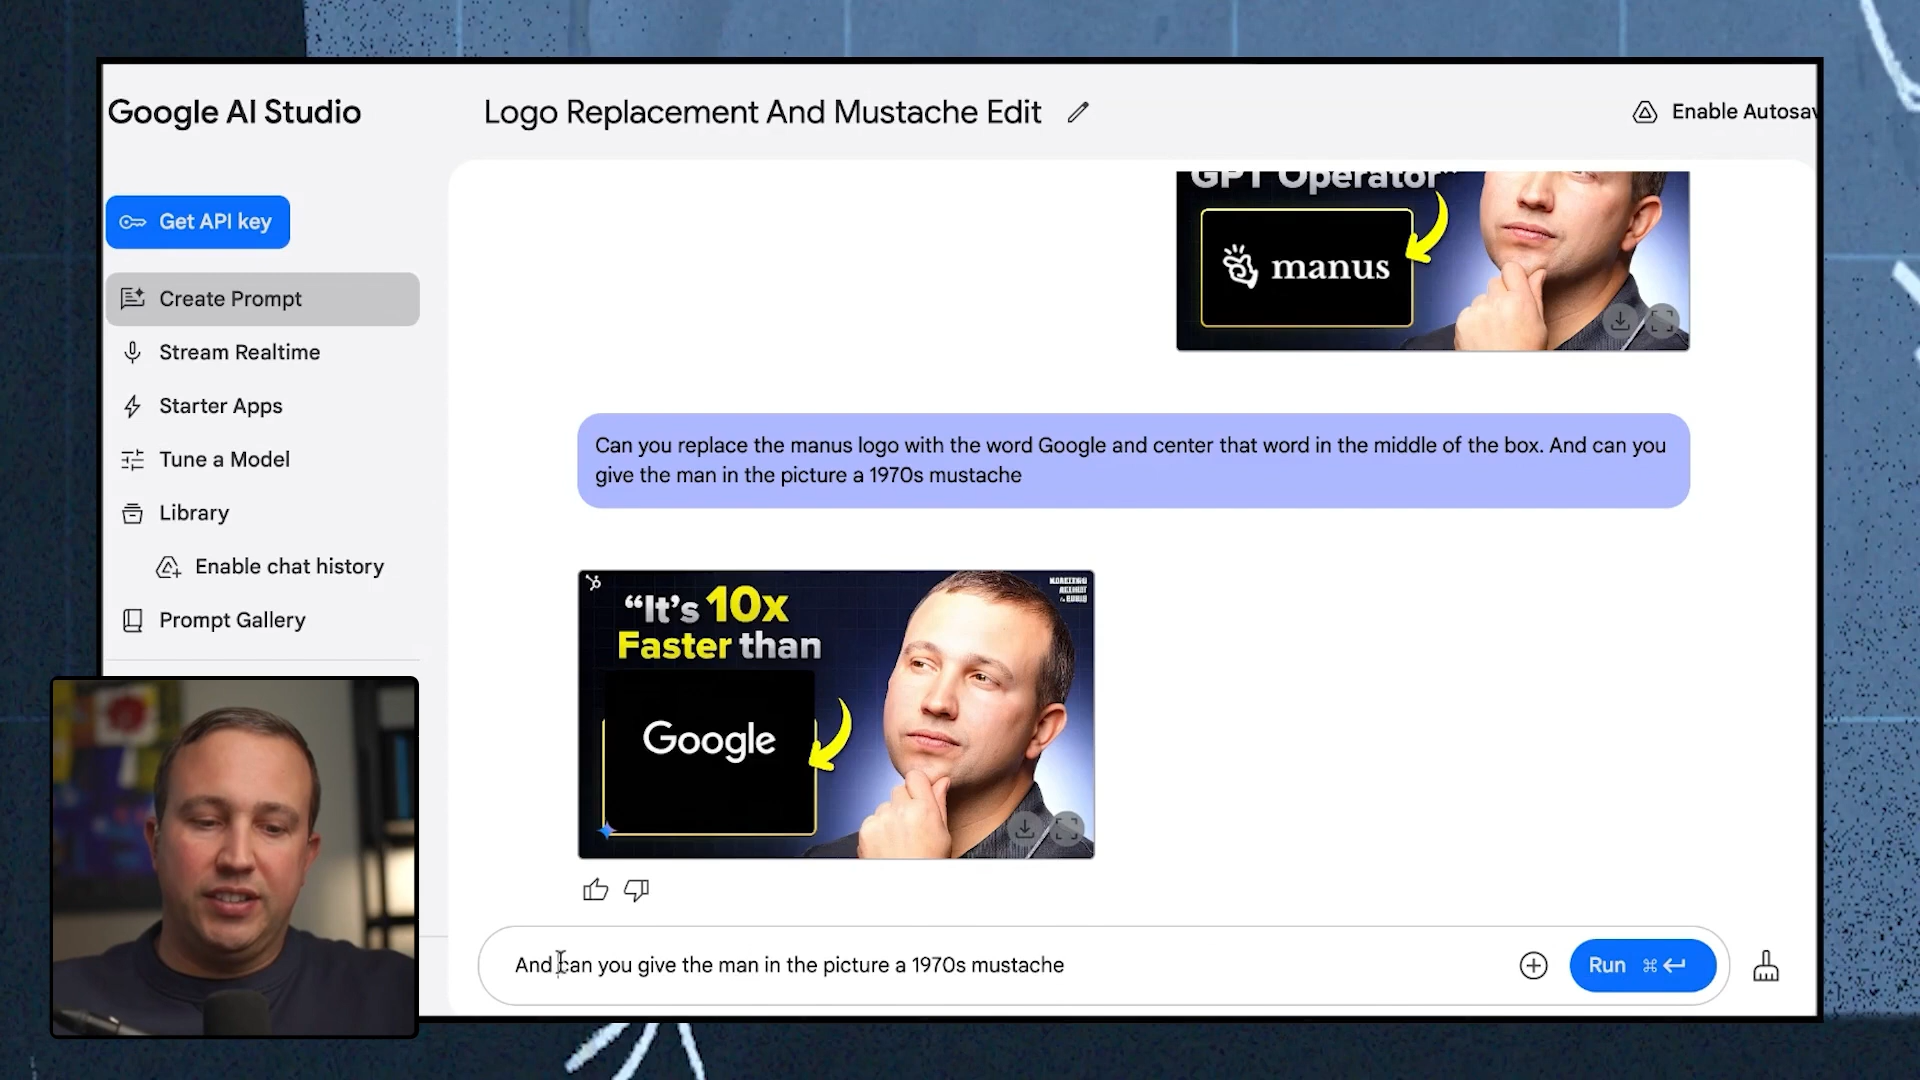 Google AI Studio
Logo Replacement And Mustache Edit
Enable Autosav
Get API key
Create Prompt
Stream Realtime
Starter Apps
Tune a Model
Library
Enable chat history
Prompt Gallery
GPT Operator"
manus
Can you replace the manus logo with the word Google and center that word in the middle of the box. And can you
give the man in the picture a 1970s mustache
“It's 10x
Faster than
Google
And can you give the man in the picture a 1970s mustache
Run ⌘